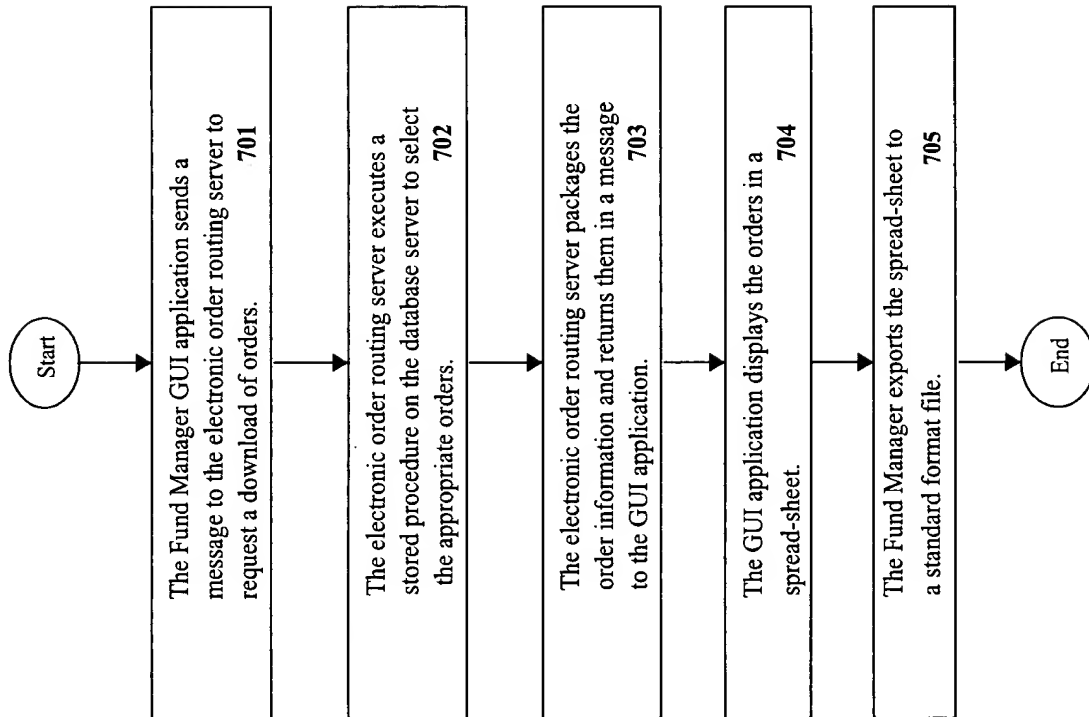 Start
The Fund Manager GUI application sends a
message to the electronic order routing server to
request a download of orders.
701
The electronic order routing server executes a
stored procedure on the database server to select
the appropriate orders.
702
The electronic order routing server packages the
order information and returns them in a message
to the GUI application.
703
The GUI application displays the orders in a
spread-sheet.
704
The Fund Manager exports the spread-sheet to
a standard format file.
705
End